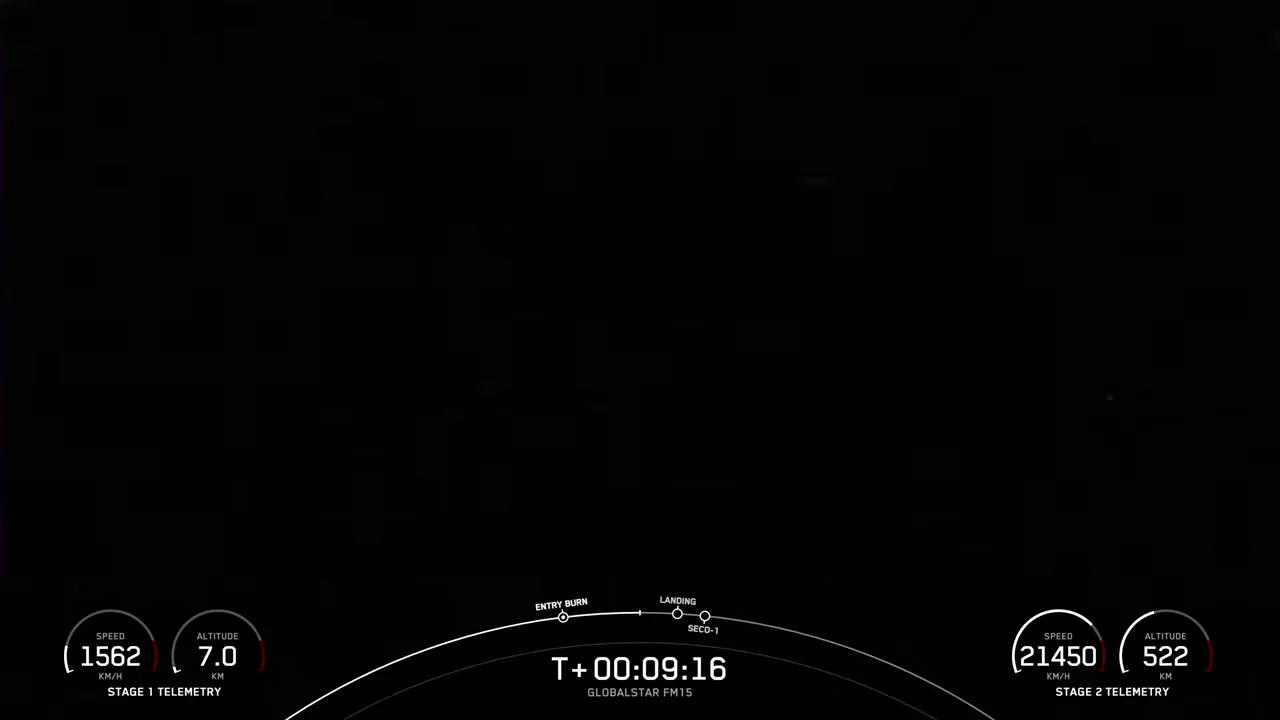 ENTRY BURN
LANDING
SECO-1
SPEED
1562
KM/H
ALTITUDE
7.0
KM
STAGE 1 TELEMETRY
T+00:09:16
GLOBALSTAR FM15
SPEED
21450
KM/H
ALTITUDE
522
KM
STAGE 2 TELEMETRY